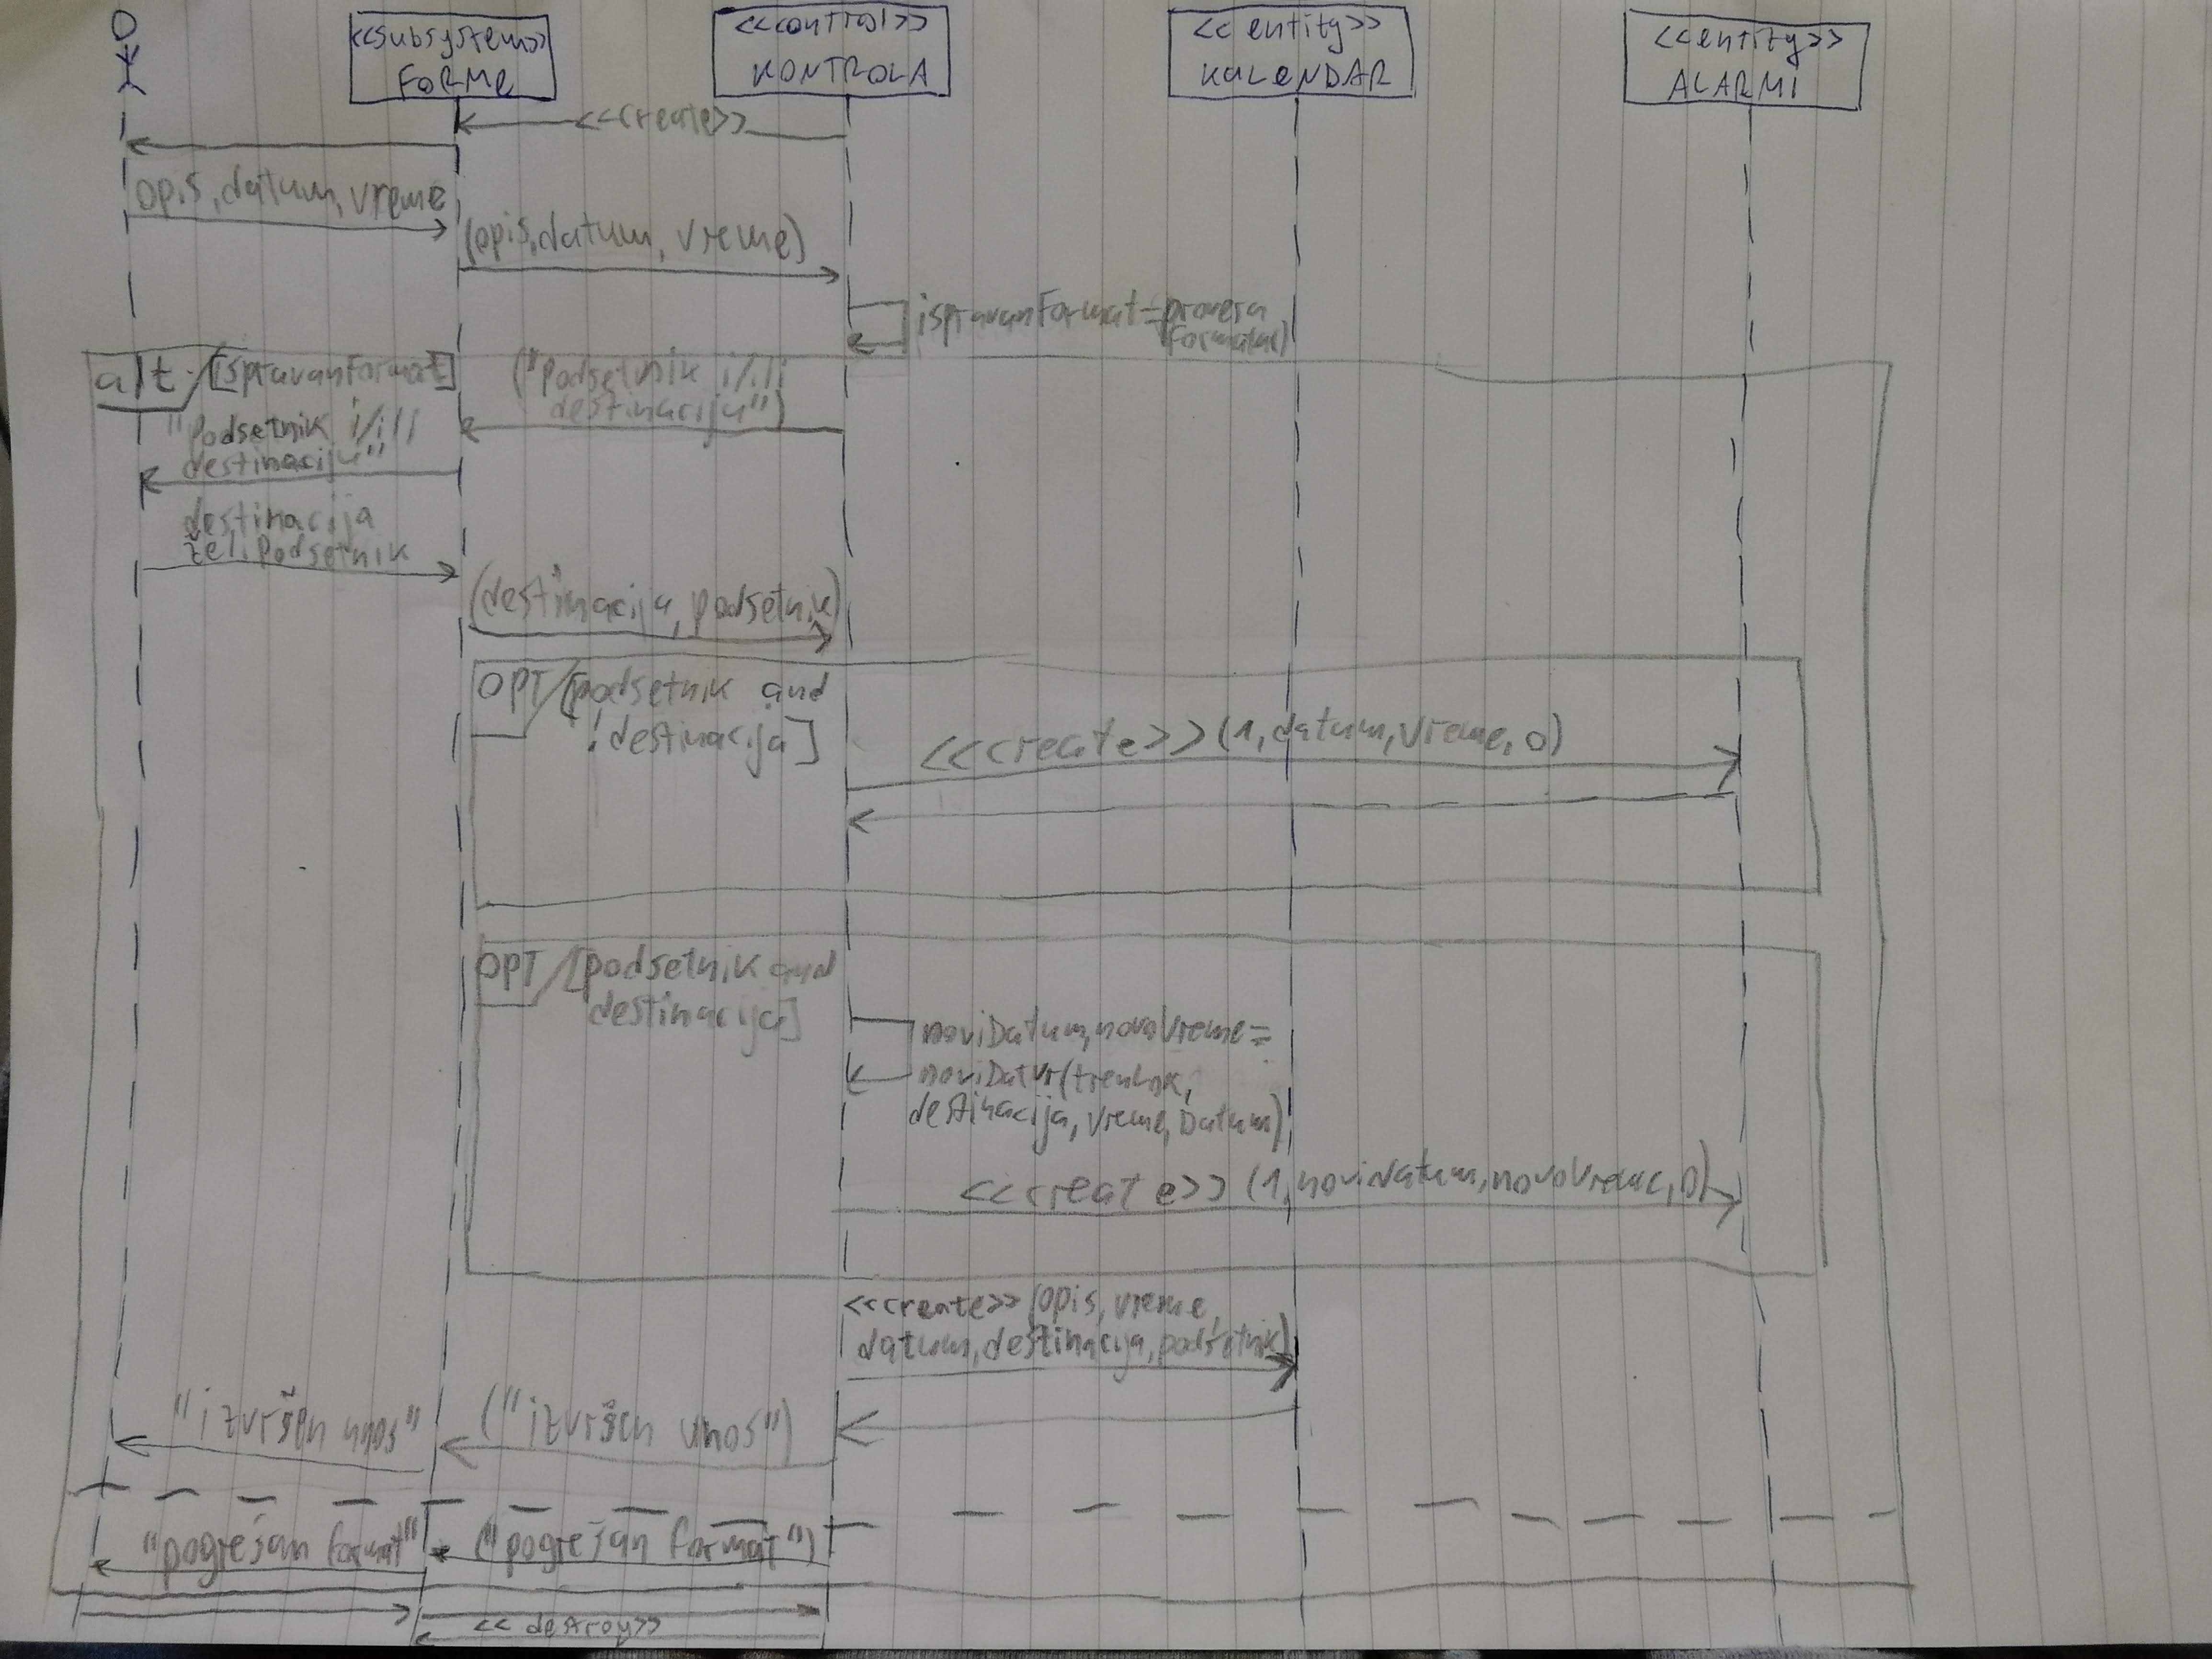 <<subsystem>>
FORMe
<<control>>
KONTROLA
<<entity>>
KaLeNDAR
<<entity>>
ALARMI
<<create>>
opis,datum,vreme
(opis,datum, vreme)
ispravanFormat=provera
Formata()
alt [ispravanFormat]
("Podsetnik i/ili
destinaciju")
"Podsetnik i/ili
destinaciju"
destinacija
želiPodsetnik
(destinacija, podsetnik)
OPT [podsetnik and
!destinacija]
<<create>>(1,datum,vreme,0)
OPT [podsetnik and
destinacija]
noviDatum,novoVreme=
noviDatVr(trenLok,
destinacija,vreme,Datum)
<<create>>(1,noviDatum,novoVreme,0)
<<create>>(opis, vreme,
datum,destinacija,podsetnik)
"izvršen unos"
("izvršen unos")
"pogrešan format"
("pogrešan format")
<<destroy>>